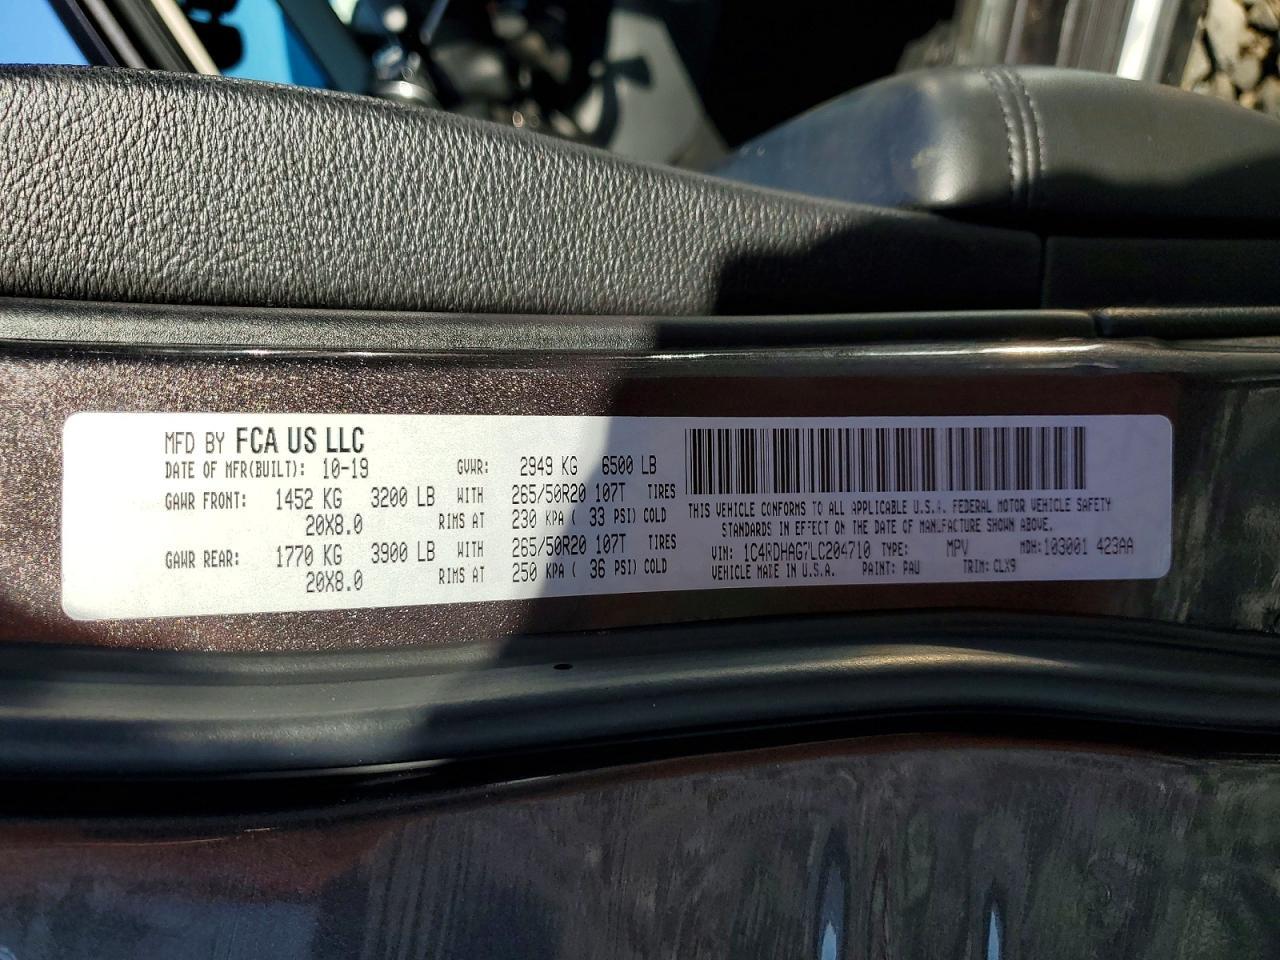 MFD BY FCA US LLC
DATE OF MFR(BUILT): 10-19 GVWR: 2949 KG 6500 LB
GAWR FRONT: 1452 KG 3200 LB WITH 265/50R20 107T TIRES
20X8.0 RIMS AT 230 KPA ( 33 PSI) COLD
GAWR REAR: 1770 KG 3900 LB WITH 265/50R20 107T TIRES
20X8.0 RIMS AT 250 KPA ( 36 PSI) COLD
THIS VEHICLE CONFORMS TO ALL APPLICABLE U.S.A. FEDERAL MOTOR VEHICLE SAFETY
STANDARDS IN EFFECT ON THE DATE OF MANUFACTURE SHOWN ABOVE.
VIN: 1C4RDHAG7LC204710 TYPE: MPV MDH:103001 423AA
VEHICLE MADE IN U.S.A. PAINT: PAU TRIM: CLX9